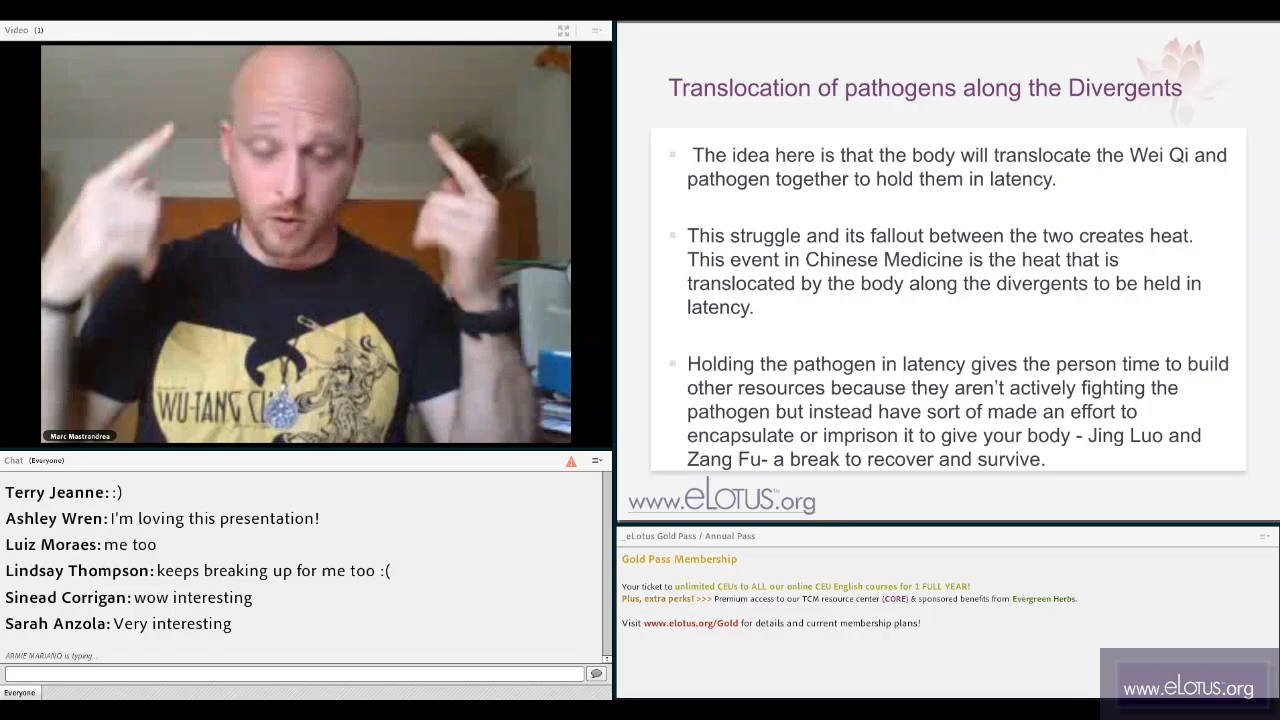 Video (1)
WU-TANG CL
Marc Mastrandrea
Chat (Everyone)
Terry Jeanne: :)
Ashley Wren: I'm loving this presentation!
Luiz Moraes: me too
Lindsay Thompson: keeps breaking up for me too :(
Sinead Corrigan: wow interesting
Sarah Anzola: Very interesting
ARMIE MARIANO is typing...
Everyone
Translocation of pathogens along the Divergents
The idea here is that the body will translocate the Wei Qi and
pathogen together to hold them in latency.
This struggle and its fallout between the two creates heat.
This event in Chinese Medicine is the heat that is
translocated by the body along the divergents to be held in
latency.
Holding the pathogen in latency gives the person time to build
other resources because they aren't actively fighting the
pathogen but instead have sort of made an effort to
encapsulate or imprison it to give your body - Jing Luo and
Zang Fu- a break to recover and survive.
www.eLOTUS.org
_eLotus Gold Pass / Annual Pass
Gold Pass Membership
Your ticket to unlimited CEUs to ALL our online CEU English courses for 1 FULL YEAR!
Plus, extra perks! >>> Premium access to our TCM resource center (CORE) & sponsored benefits from Evergreen Herbs.
Visit www.elotus.org/Gold for details and current membership plans!
www.eLOTUS.org